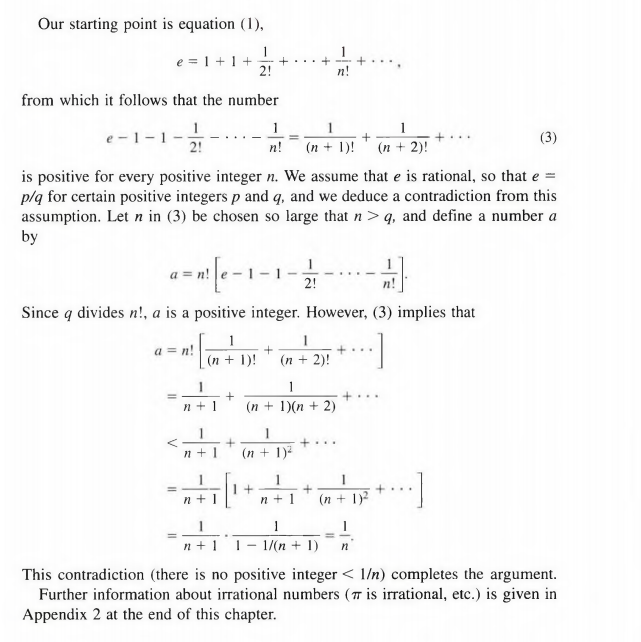 Our starting point is equation (1),
e = 1 + 1 + 1/2! + · · · + 1/n! + · · · ,
from which it follows that the number
e − 1 − 1 − 1/2! − · · · − 1/n! = 1/(n + 1)! + 1/(n + 2)! + · · · (3)
is positive for every positive integer n. We assume that e is rational, so that e =
p/q for certain positive integers p and q, and we deduce a contradiction from this
assumption. Let n in (3) be chosen so large that n > q, and define a number a
by
a = n! [e − 1 − 1 − 1/2! − · · · − 1/n!].
Since q divides n!, a is a positive integer. However, (3) implies that
a = n! [1/(n + 1)! + 1/(n + 2)! + · · ·]
= 1/(n + 1) + 1/((n + 1)(n + 2)) + · · ·
< 1/(n + 1) + 1/(n + 1)² + · · ·
= 1/(n + 1) [1 + 1/(n + 1) + 1/(n + 1)² + · · ·]
= 1/(n + 1) · 1/(1 − 1/(n + 1)) = 1/n.
This contradiction (there is no positive integer < 1/n) completes the argument.
Further information about irrational numbers (π is irrational, etc.) is given in
Appendix 2 at the end of this chapter.